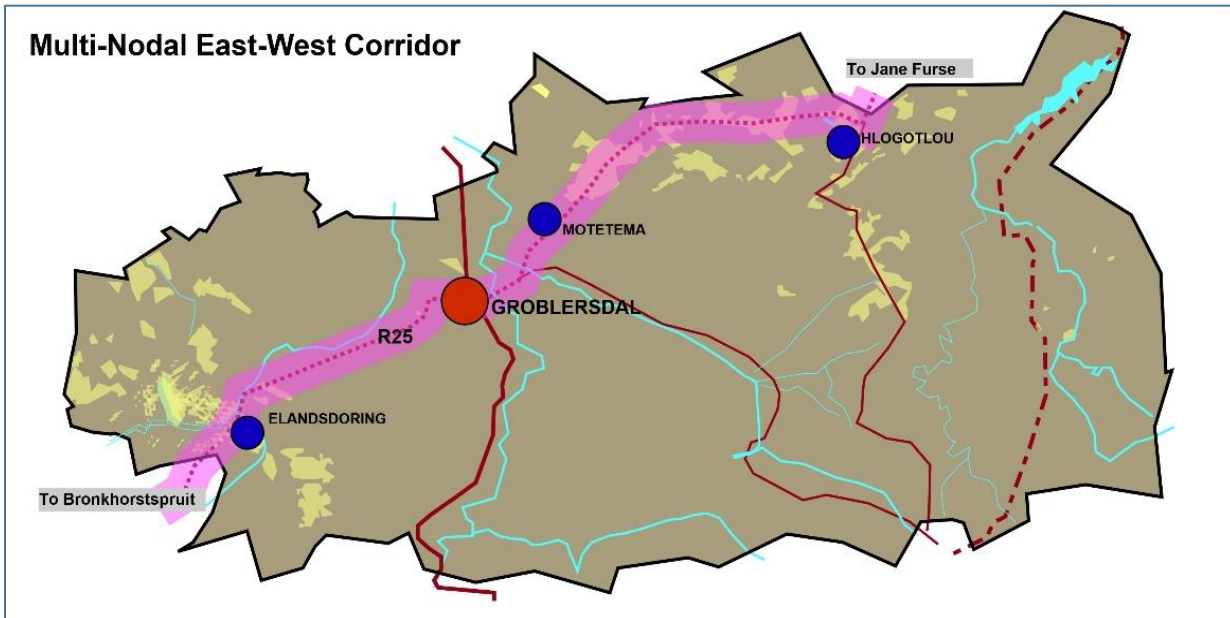 Multi-Nodal East-West Corridor
To Jane Furse
HLOGOTLOU
MOTETEMA
GROBLERSDAL
R25
ELANDSDORING
To Bronkhorstspruit